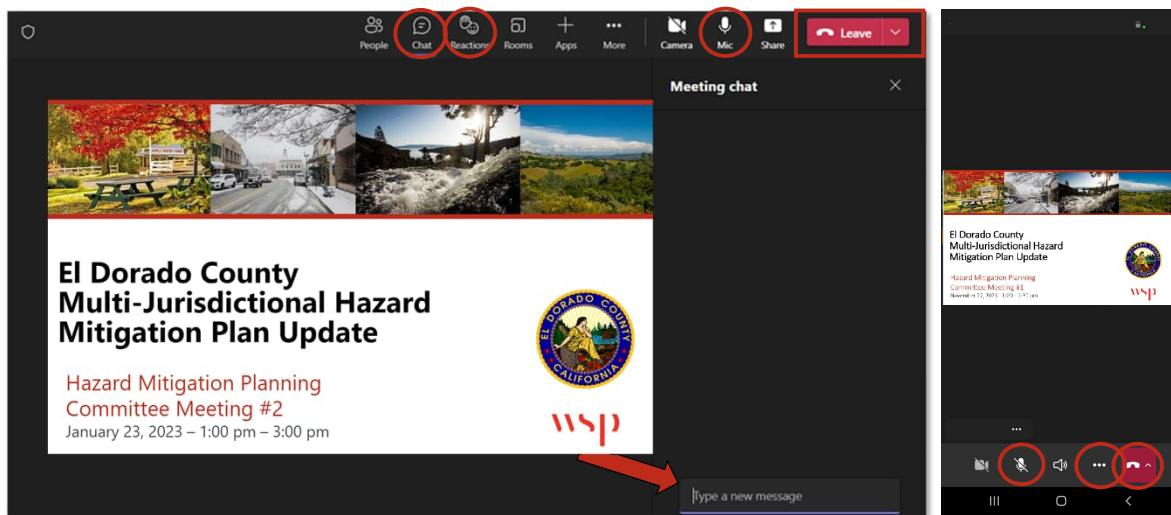 People
Chat
Reactions
Rooms
Apps
More
Camera
Mic
Share
Leave
Meeting chat
El Dorado County
Multi-Jurisdictional Hazard
Mitigation Plan Update
Hazard Mitigation Planning
Committee Meeting #2
January 23, 2023 – 1:00 pm – 3:00 pm
EL DORADO COUNTY
CALIFORNIA
wsp
Type a new message
El Dorado County
Multi-Jurisdictional Hazard
Mitigation Plan Update
Hazard Mitigation Planning
Committee Meeting #1
wsp